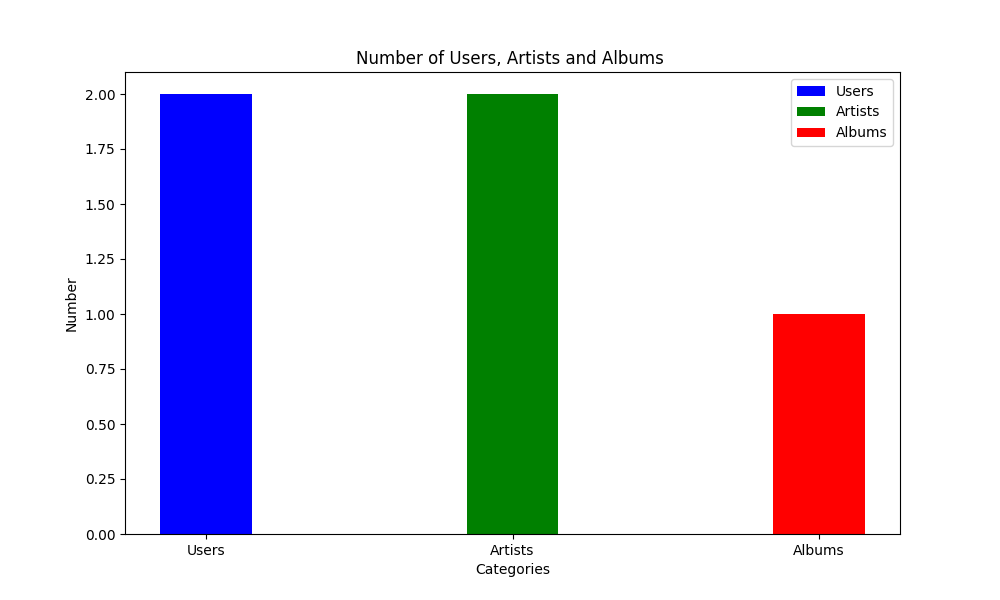 Number of Users, Artists and Albums
Users
Artists
Albums
2.00
1.75
1.50
1.25
1.00
0.75
0.50
0.25
0.00
Number
Users Artists Albums
Categories